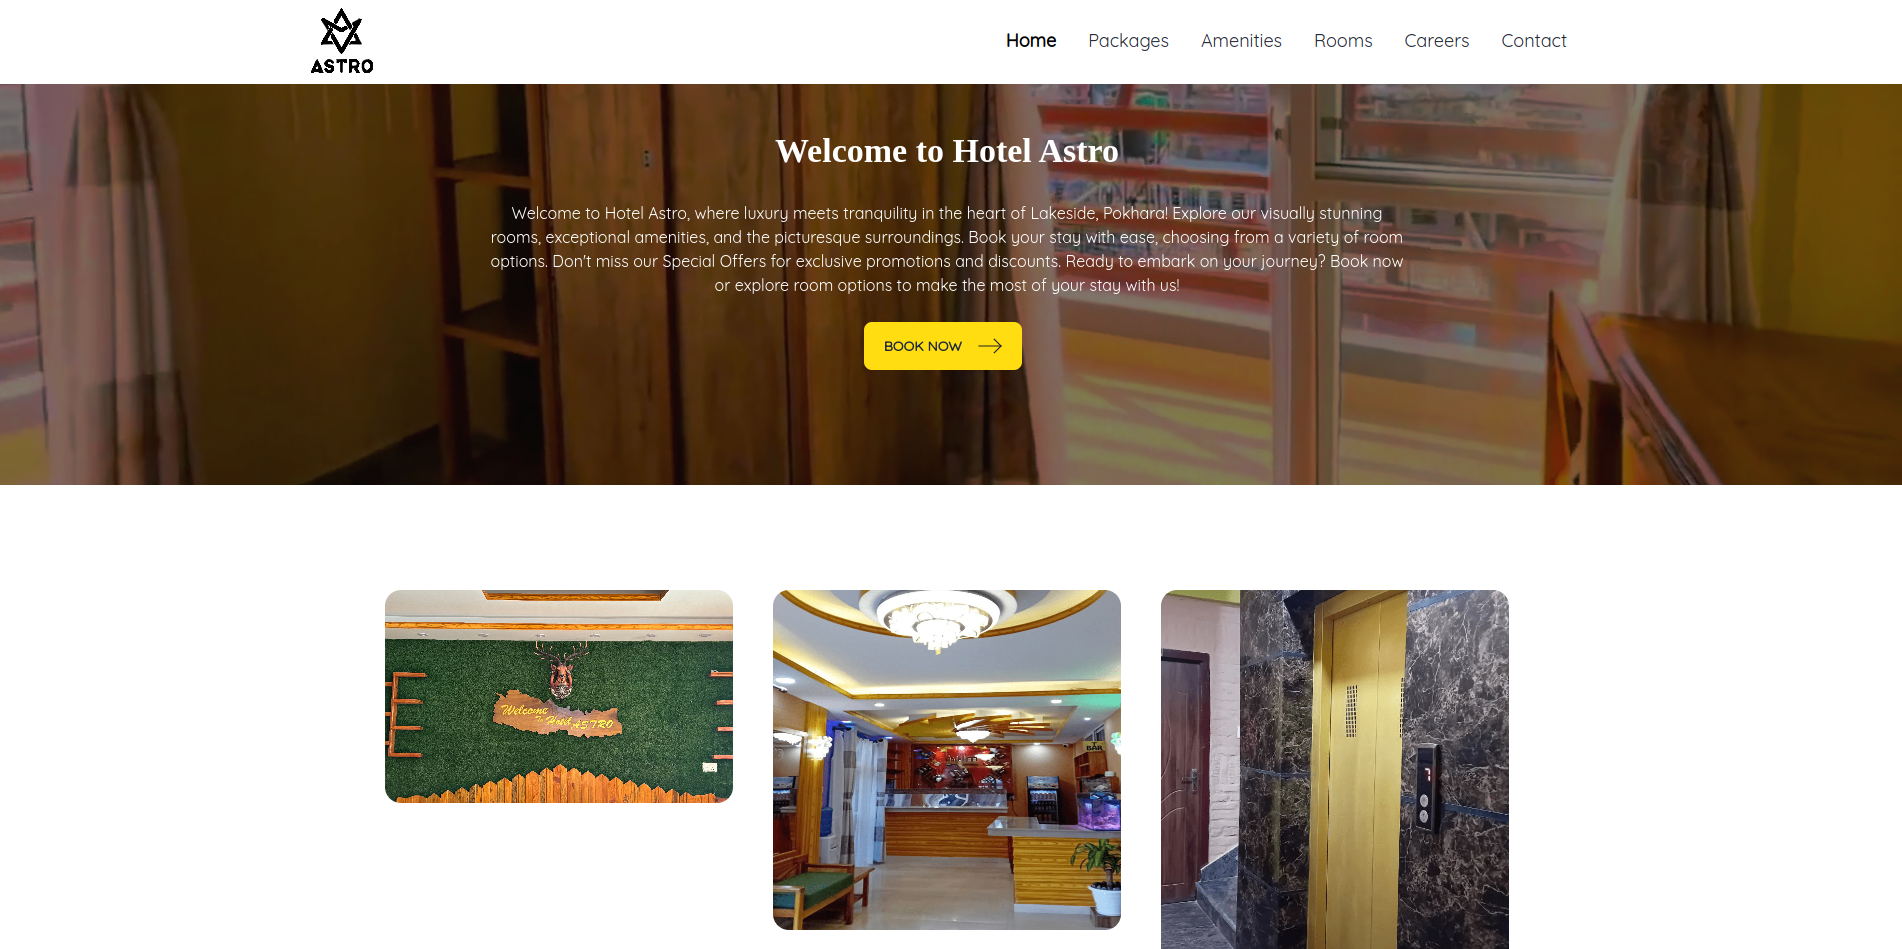 ASTRO
Home Packages Amenities Rooms Careers Contact
Welcome to Hotel Astro
Welcome to Hotel Astro, where luxury meets tranquility in the heart of Lakeside, Pokhara! Explore our visually stunning
rooms, exceptional amenities, and the picturesque surroundings. Book your stay with ease, choosing from a variety of room
options. Don't miss our Special Offers for exclusive promotions and discounts. Ready to embark on your journey? Book now
or explore room options to make the most of your stay with us!
BOOK NOW
Welcome
To Hotel ASTRO
BAR